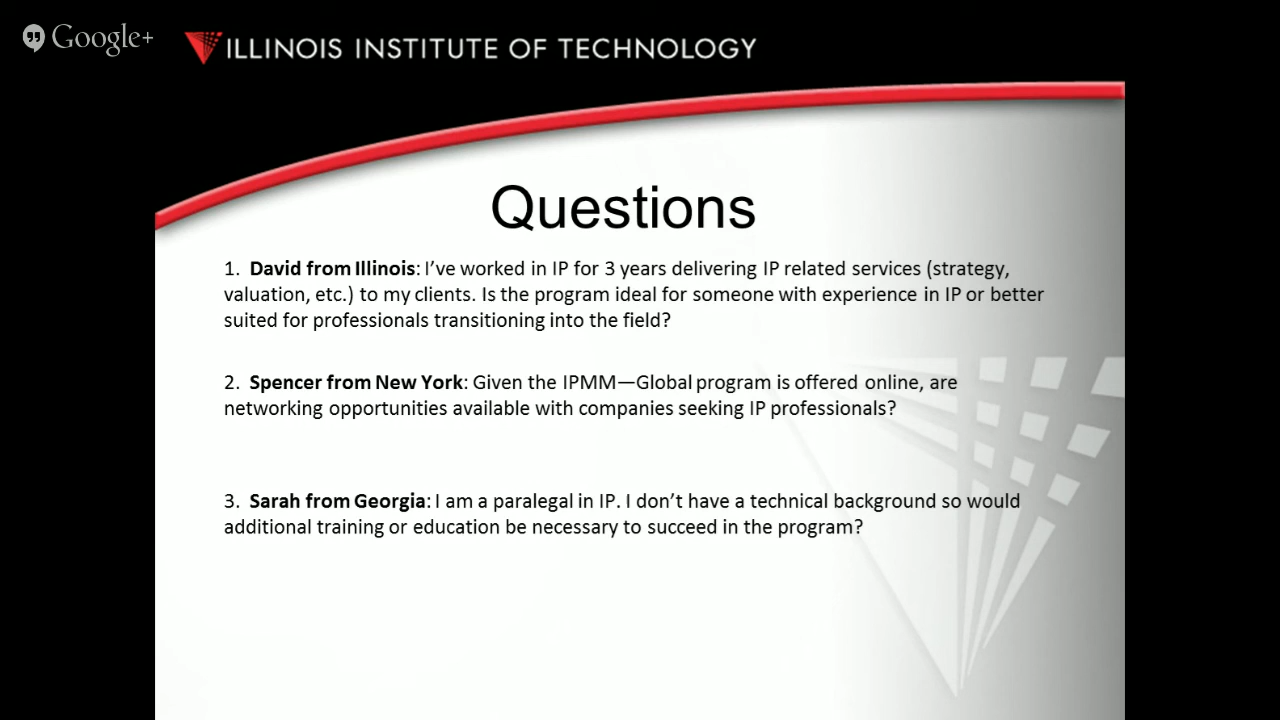 Google+
ILLINOIS INSTITUTE OF TECHNOLOGY
Questions
1. David from Illinois: I’ve worked in IP for 3 years delivering IP related services (strategy,
valuation, etc.) to my clients. Is the program ideal for someone with experience in IP or better
suited for professionals transitioning into the field?
2. Spencer from New York: Given the IPMM—Global program is offered online, are
networking opportunities available with companies seeking IP professionals?
3. Sarah from Georgia: I am a paralegal in IP. I don’t have a technical background so would
additional training or education be necessary to succeed in the program?